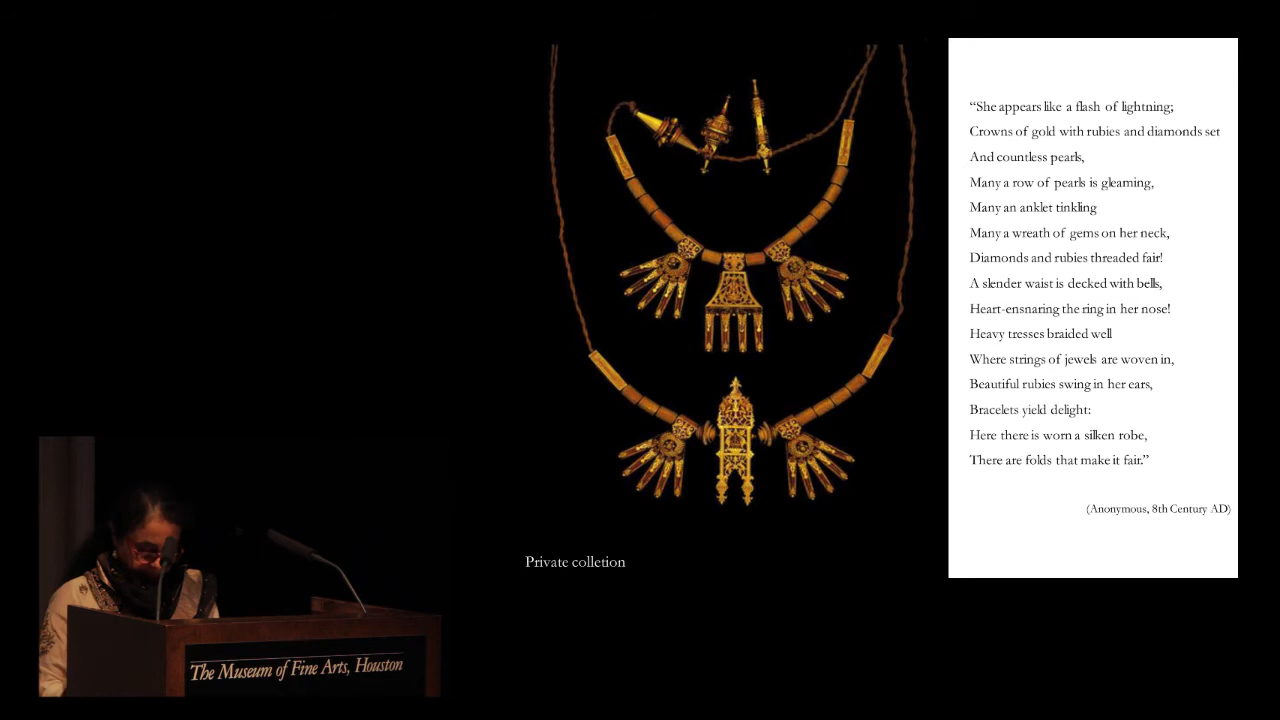 “She appears like a flash of lightning;
Crowns of gold with rubies and diamonds set
And countless pearls,
Many a row of pearls is gleaming,
Many an anklet tinkling
Many a wreath of gems on her neck,
Diamonds and rubies threaded fair!
A slender waist is decked with bells,
Heart-ensnaring the ring in her nose!
Heavy tresses braided well
Where strings of jewels are woven in,
Beautiful rubies swing in her ears,
Bracelets yield delight:
Here there is worn a silken robe,
There are folds that make it fair.”
(Anonymous, 8th Century AD)
Private colletion
The Museum of Fine Arts, Houston